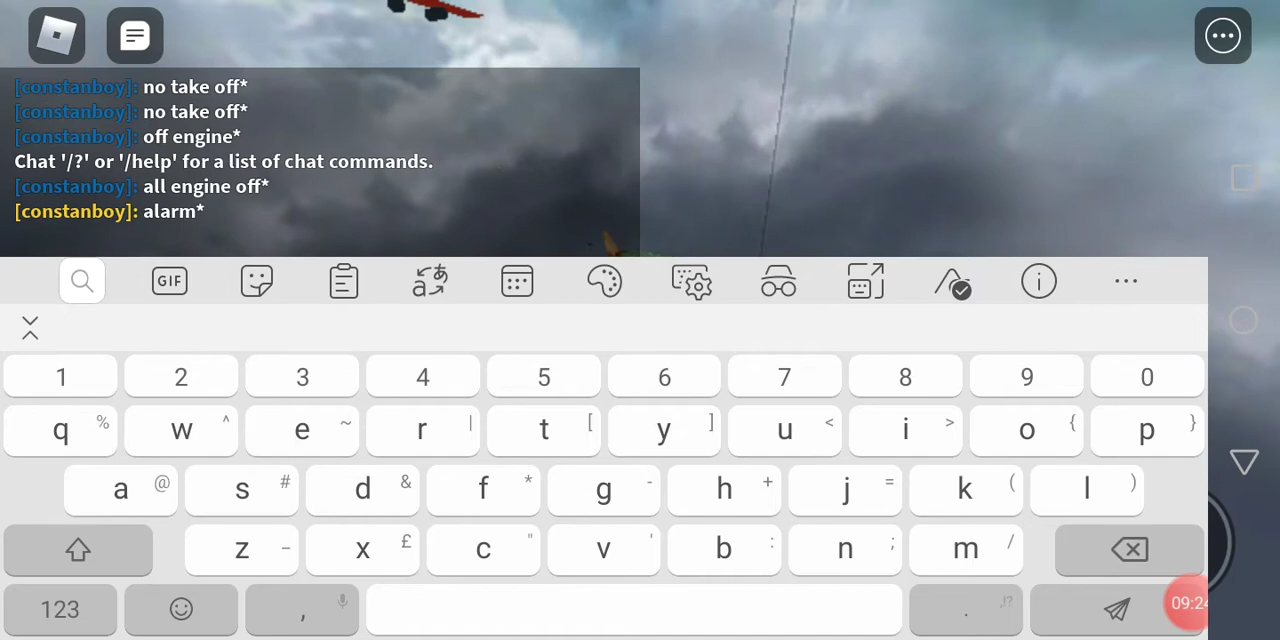 [constanboy]: no take off*
[constanboy]: no take off*
[constanboy]: off engine*
Chat '/?' or '/help' for a list of chat commands.
[constanboy]: all engine off*
[constanboy]: alarm*
GIF
aあ
1 2 3 4 5 6 7 8 9 0
q % w ^ e ~ r | t [ y ] u < i > o { p }
a @ s # d & f * g - h + j = k ( l )
z _ x £ c " v ' b : n ; m /
123 , . .!?
09:24